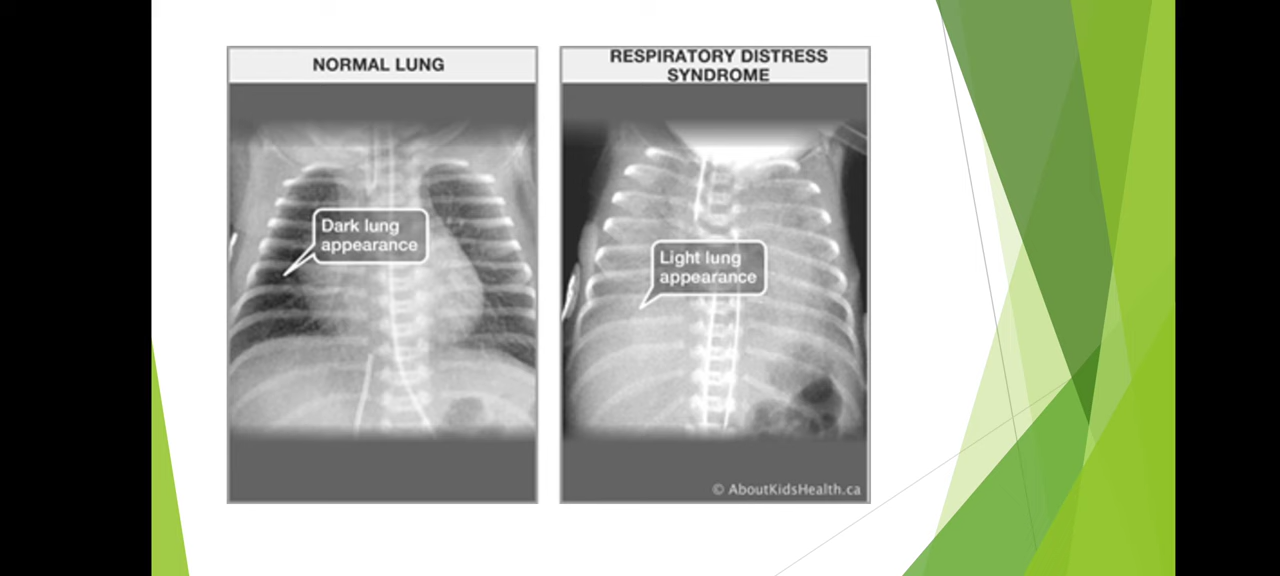 NORMAL LUNG
Dark lung
appearance
RESPIRATORY DISTRESS
SYNDROME
Light lung
appearance
© AboutKidsHealth.ca